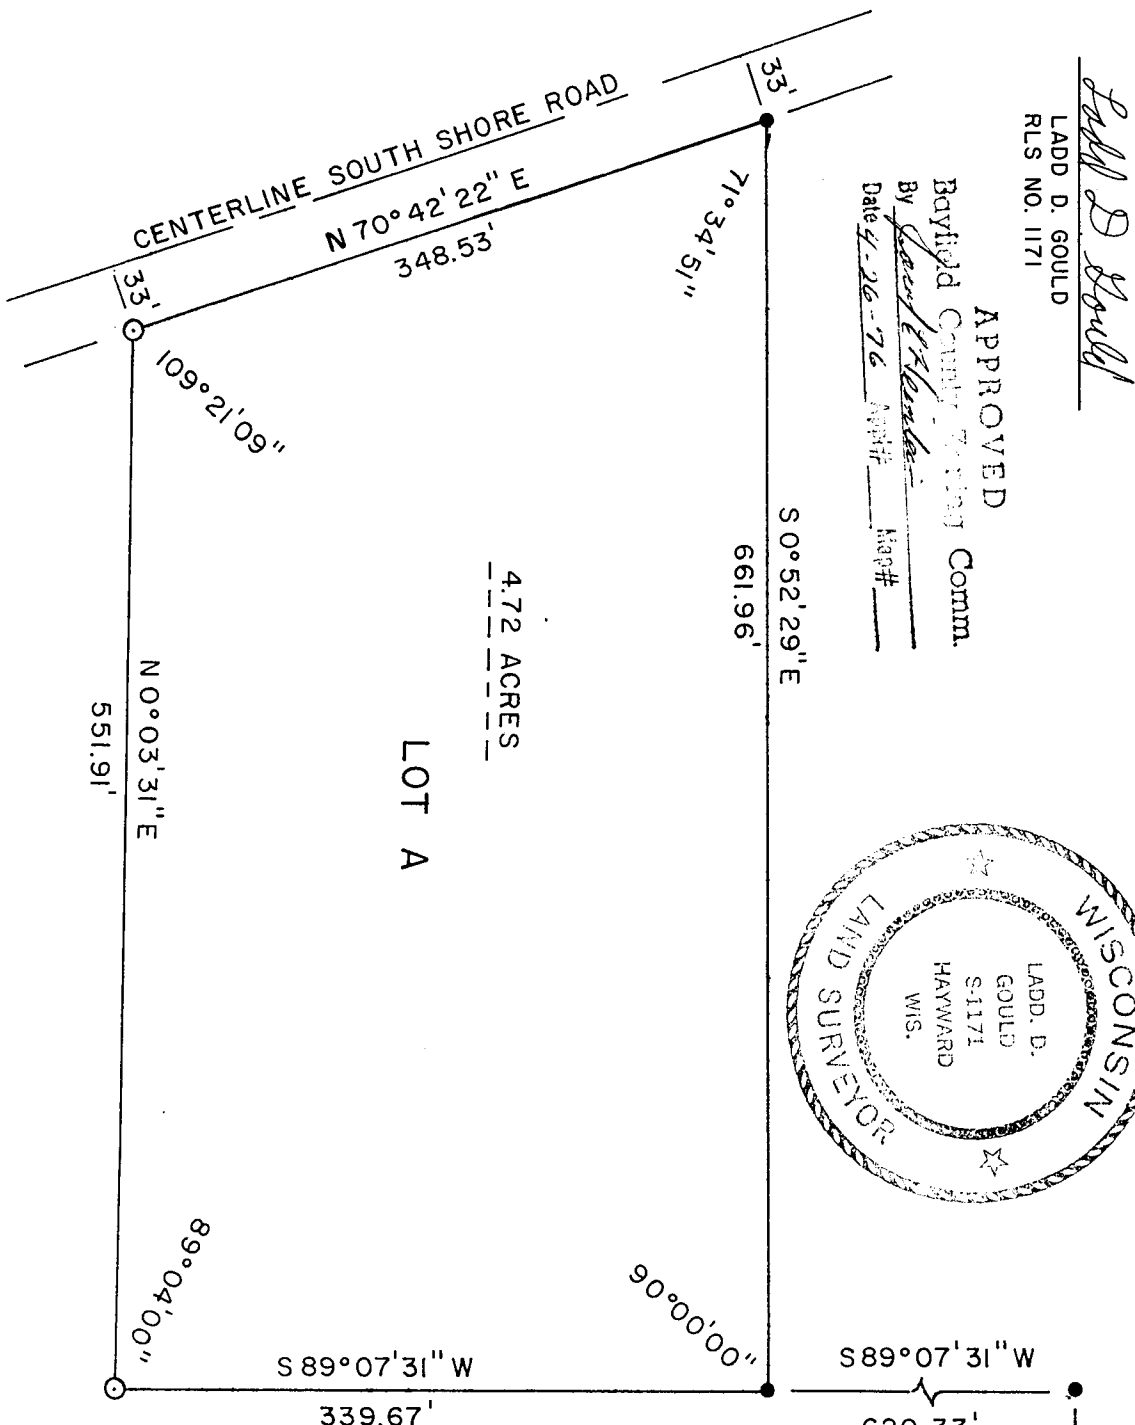 Ladd D Gould
LADD D. GOULD
RLS NO. 1171
APPROVED
Bayfield County Zoning Comm.
By
Date 4-26-76 Appl# Map#
33'
CENTERLINE SOUTH SHORE ROAD
N 70° 42' 22" E
348.53'
33'
71° 34' 51"
109° 21' 09"
S 0° 52' 29" E
661.96'
4.72 ACRES
LOT A
N 0° 03' 31" E
551.91'
WISCONSIN
LADD. D.
GOULD
S-1171
HAYWARD
WIS.
LAND SURVEYOR
89° 04' 00"
90° 00' 00"
S 89° 07' 31" W
339.67'
S 89° 07' 31" W